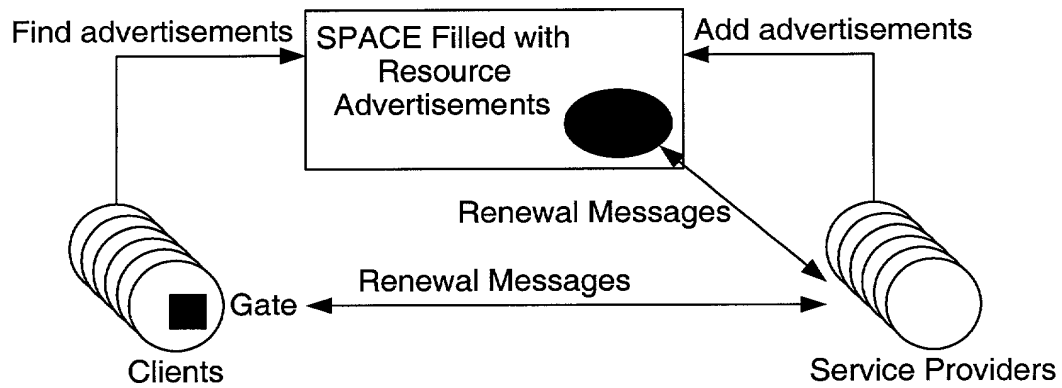 Find advertisements
SPACE Filled with
Resource
Advertisements
Add advertisements
Renewal Messages
Renewal Messages
Gate
Clients
Service Providers